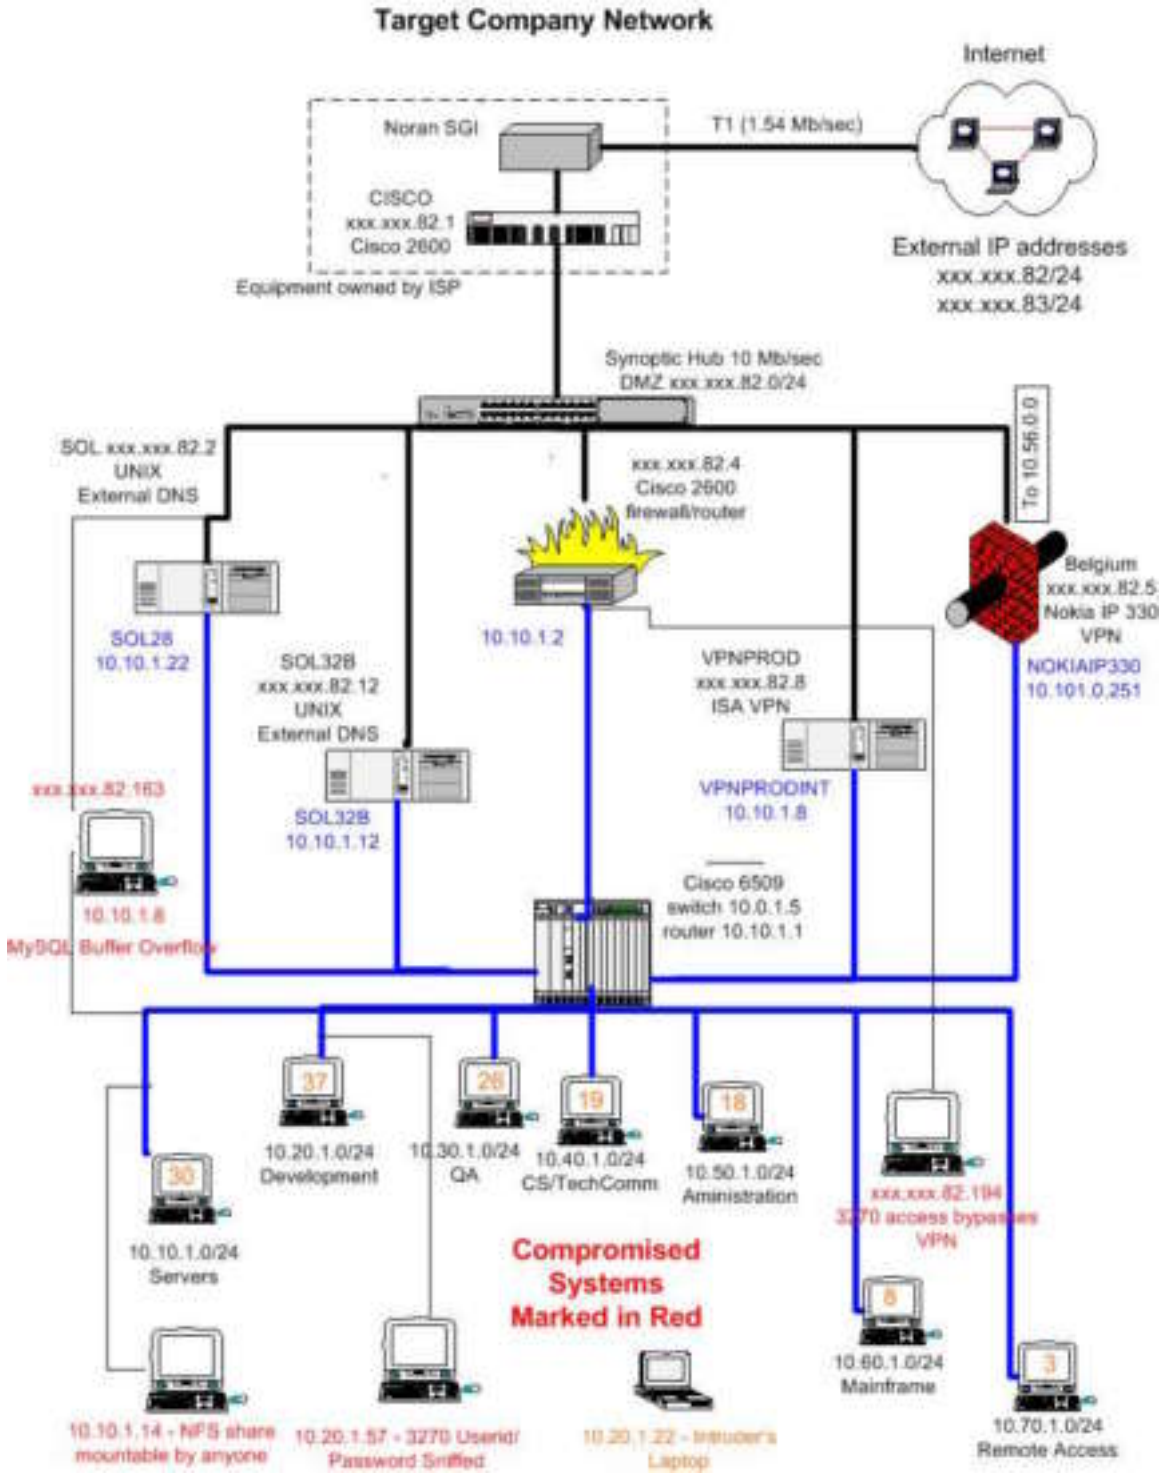 Target Company Network
Internet
Noran SGI
T1 (1.54 Mb/sec)
CISCO
xxx.xxx.82.1
Cisco 2600
Equipment owned by ISP
External IP addresses
xxx.xxx.82/24
xxx.xxx.83/24
Synoptic Hub 10 Mb/sec
DMZ xxx.xxx.82.0/24
To 10.56.0.0
SOL xxx.xxx.82.2
UNIX
External DNS
xxx.xxx.82.4
Cisco 2600
firewall/router
Belgium
xxx.xxx.82.5
Nokia IP 330
VPN
SOL28
10.10.1.22
10.10.1.2
SOL32B
xxx.xxx.82.12
UNIX
External DNS
VPNPROD
xxx.xxx.82.8
ISA VPN
NOKIAIP330
10.101.0.251
xxx.xxx.82.163
SOL32B
10.10.1.12
VPNPRODINT
10.10.1.8
10.10.1.8
MySQL Buffer Overflow
Cisco 6509
switch 10.0.1.5
router 10.10.1.1
37
10.20.1.0/24
Development
26
10.30.1.0/24
QA
19
10.40.1.0/24
CS/TechComm
18
10.50.1.0/24
Aministration
xxx.xxx.82.194
3270 access bypasses
VPN
30
10.10.1.0/24
Servers
Compromised
Systems
Marked in Red
8
10.60.1.0/24
Mainframe
3
10.70.1.0/24
Remote Access
10.10.1.14 - NFS share
mountable by anyone
10.20.1.57 - 3270 Userid/
Password Sniffed
10.20.1.22 - Intruder's
Laptop